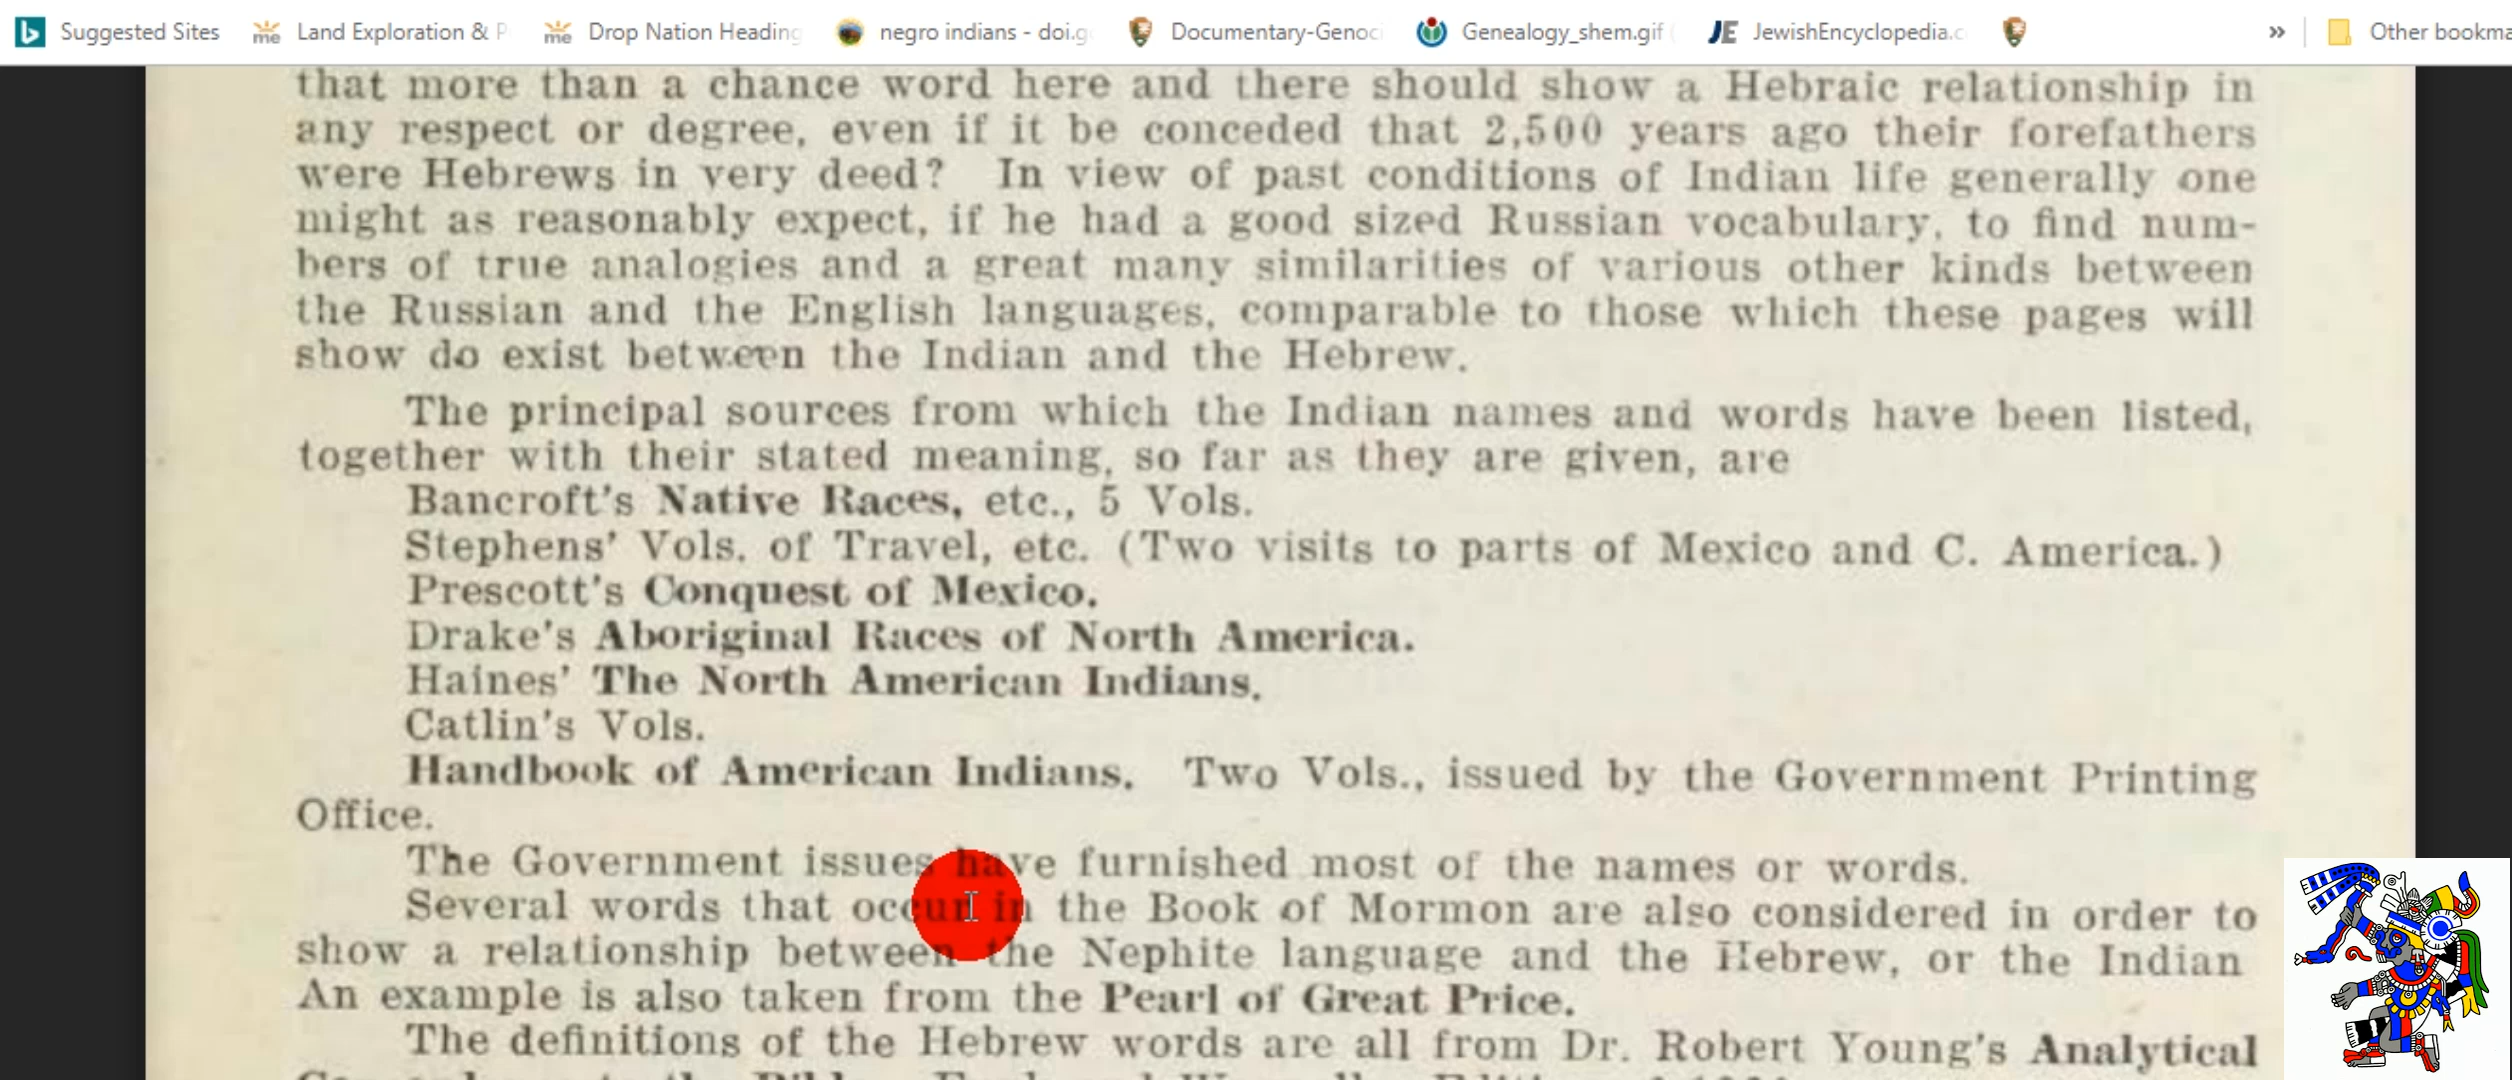 Suggested Sites
Land Exploration & P
Drop Nation Heading
negro indians - doi.g
Documentary-Genoc
Genealogy_shem.gif
JewishEncyclopedia.c
»
Other bookma
that more than a chance word here and there should show a Hebraic relationship in
any respect or degree, even if it be conceded that 2,500 years ago their forefathers
were Hebrews in very deed? In view of past conditions of Indian life generally one
might as reasonably expect, if he had a good sized Russian vocabulary, to find num-
bers of true analogies and a great many similarities of various other kinds between
the Russian and the English languages, comparable to those which these pages will
show do exist between the Indian and the Hebrew.
The principal sources from which the Indian names and words have been listed,
together with their stated meaning, so far as they are given, are
Bancroft's Native Races, etc., 5 Vols.
Stephens' Vols. of Travel, etc. (Two visits to parts of Mexico and C. America.)
Prescott's Conquest of Mexico.
Drake's Aboriginal Races of North America.
Haines' The North American Indians.
Catlin's Vols.
Handbook of American Indians. Two Vols., issued by the Government Printing
Office.
The Government issues have furnished most of the names or words.
Several words that occur in the Book of Mormon are also considered in order to
show a relationship between the Nephite language and the Hebrew, or the Indian
An example is also taken from the Pearl of Great Price.
The definitions of the Hebrew words are all from Dr. Robert Young's Analytical